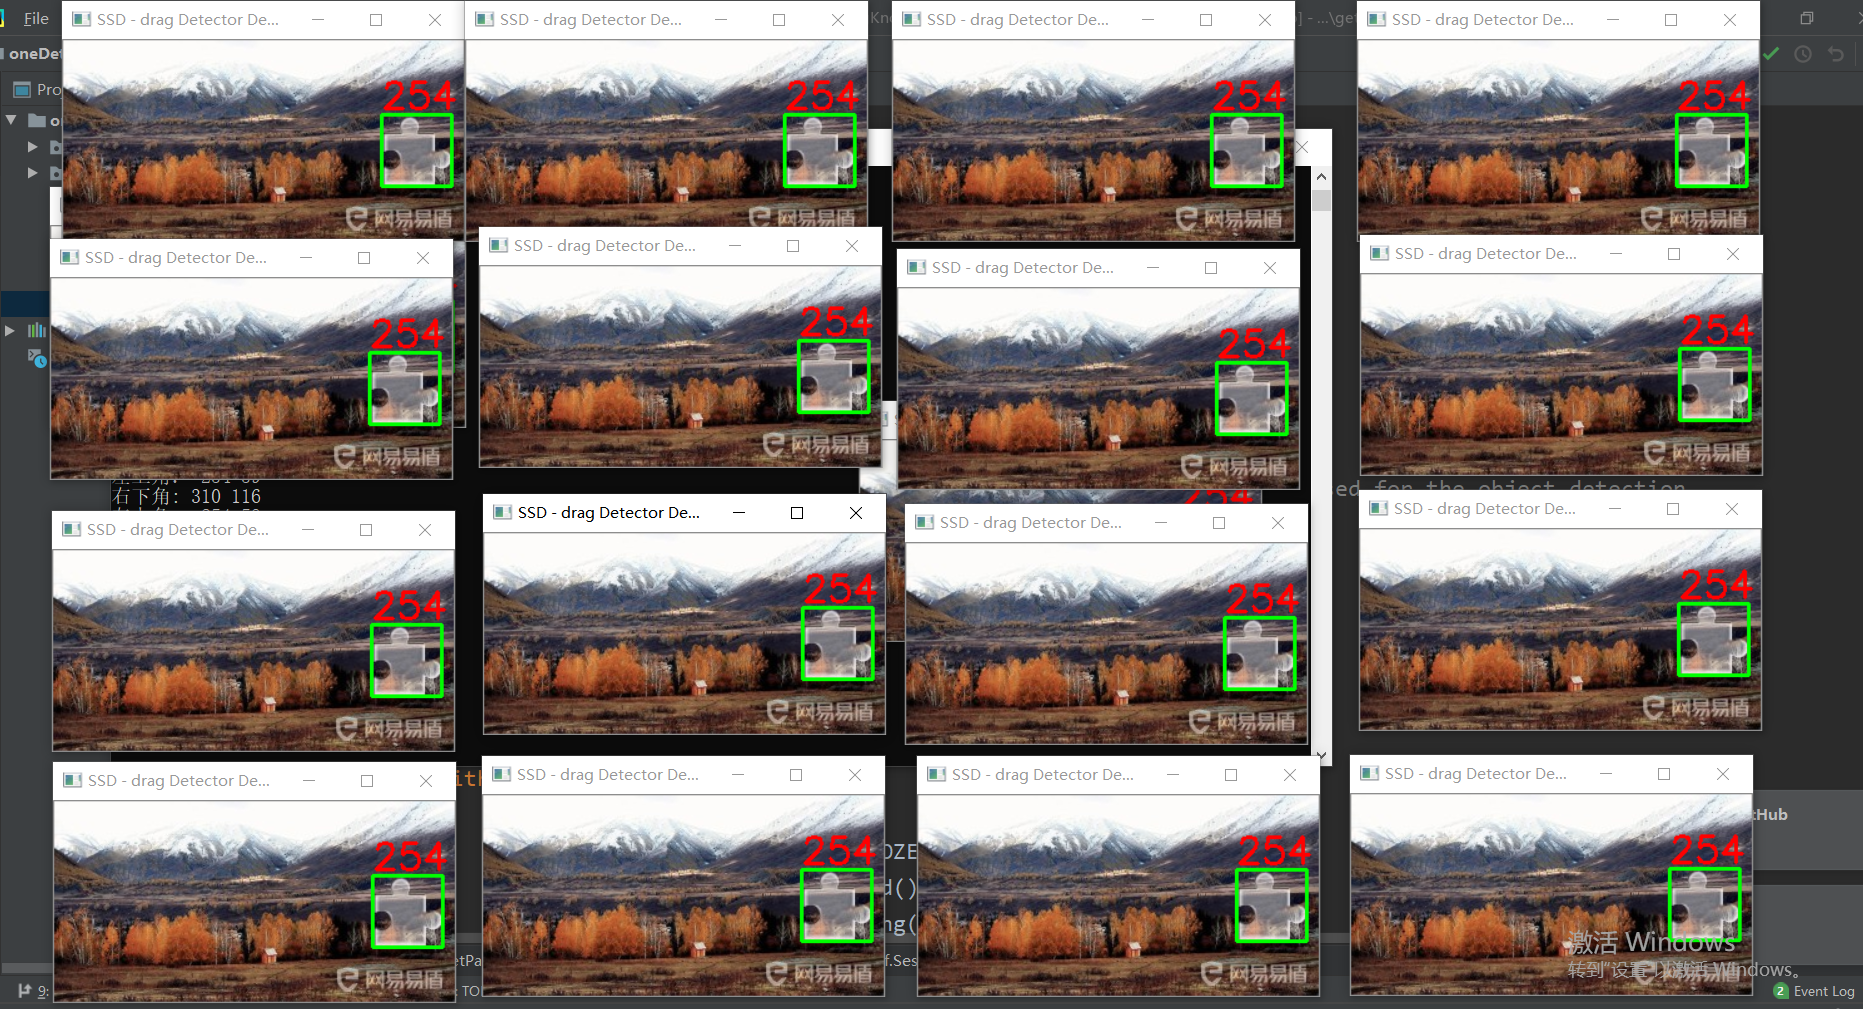 File
SSD - drag Detector De...
SSD - drag Detector De...
SSD - drag Detector De...
SSD - drag Detector De...
oneDet
Pro
254
254
254
254
网易易盾
网易易盾
网易易盾
网易易盾
SSD - drag Detector De...
SSD - drag Detector De...
SSD - drag Detector De...
SSD - drag Detector De...
254
254
254
254
网易易盾
网易易盾
网易易盾
网易易盾
右下角: 310 116
sed for the object detection
SSD - drag Detector De...
SSD - drag Detector De...
SSD - drag Detector De...
SSD - drag Detector De...
254
254
254
254
网易易盾
网易易盾
网易易盾
网易易盾
SSD - drag Detector De...
SSD - drag Detector De...
SSD - drag Detector De...
SSD - drag Detector De...
ith
tHub
254
254
254
254
OZE
d()
ng(
etPa
f.Ses
网易易盾
网易易盾
网易易盾
激活 Windows
转到"设置"以激活 Windows。
9:
TO
2 Event Log